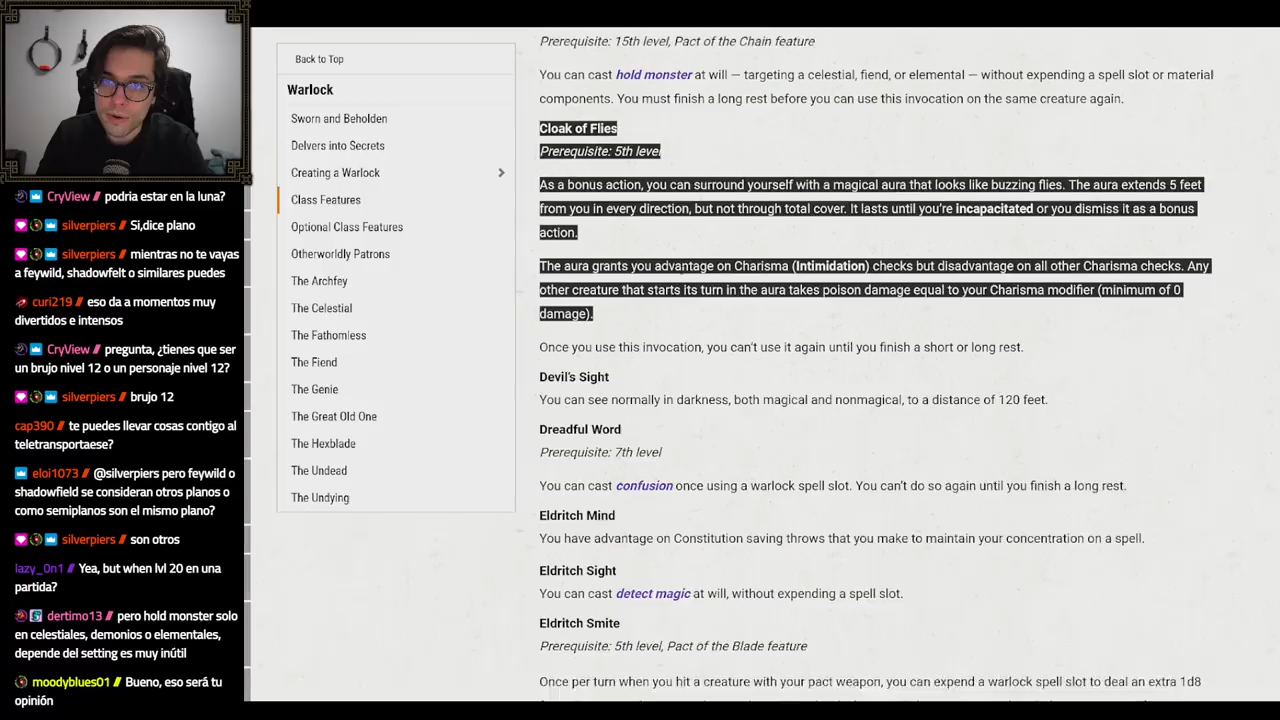 CryView // podria estar en la luna?
silverpiers // Si,dice plano
silverpiers // mientras no te vayas
a feywild, shadowfelt o similares puedes
curi219 // eso da a momentos muy
divertidos e intensos
CryView // pregunta, ¿tienes que ser
un brujo nivel 12 o un personaje nivel 12?
silverpiers // brujo 12
cap390 // te puedes llevar cosas contigo al
teletransportaese?
eloi1073 // @silverpiers pero feywild o
shadowfield se consideran otros planos o
como semiplanos son el mismo plano?
silverpiers // son otros
lazy_0n1 // Yea, but when lvl 20 en una
partida?
dertimo13 // pero hold monster solo
en celestiales, demonios o elementales,
depende del setting es muy inútil
moodyblues01 // Bueno, eso será tu
opinión
Back to Top
Warlock
Sworn and Beholden
Delvers into Secrets
Creating a Warlock
Class Features
Optional Class Features
Otherworldly Patrons
The Archfey
The Celestial
The Fathomless
The Fiend
The Genie
The Great Old One
The Hexblade
The Undead
The Undying
Prerequisite: 15th level, Pact of the Chain feature
You can cast hold monster at will — targeting a celestial, fiend, or elemental — without expending a spell slot or material
components. You must finish a long rest before you can use this invocation on the same creature again.
Cloak of Flies
Prerequisite: 5th level
As a bonus action, you can surround yourself with a magical aura that looks like buzzing flies. The aura extends 5 feet
from you in every direction, but not through total cover. It lasts until you're incapacitated or you dismiss it as a bonus
action.
The aura grants you advantage on Charisma (Intimidation) checks but disadvantage on all other Charisma checks. Any
other creature that starts its turn in the aura takes poison damage equal to your Charisma modifier (minimum of 0
damage).
Once you use this invocation, you can't use it again until you finish a short or long rest.
Devil's Sight
You can see normally in darkness, both magical and nonmagical, to a distance of 120 feet.
Dreadful Word
Prerequisite: 7th level
You can cast confusion once using a warlock spell slot. You can't do so again until you finish a long rest.
Eldritch Mind
You have advantage on Constitution saving throws that you make to maintain your concentration on a spell.
Eldritch Sight
You can cast detect magic at will, without expending a spell slot.
Eldritch Smite
Prerequisite: 5th level, Pact of the Blade feature
Once per turn when you hit a creature with your pact weapon, you can expend a warlock spell slot to deal an extra 1d8